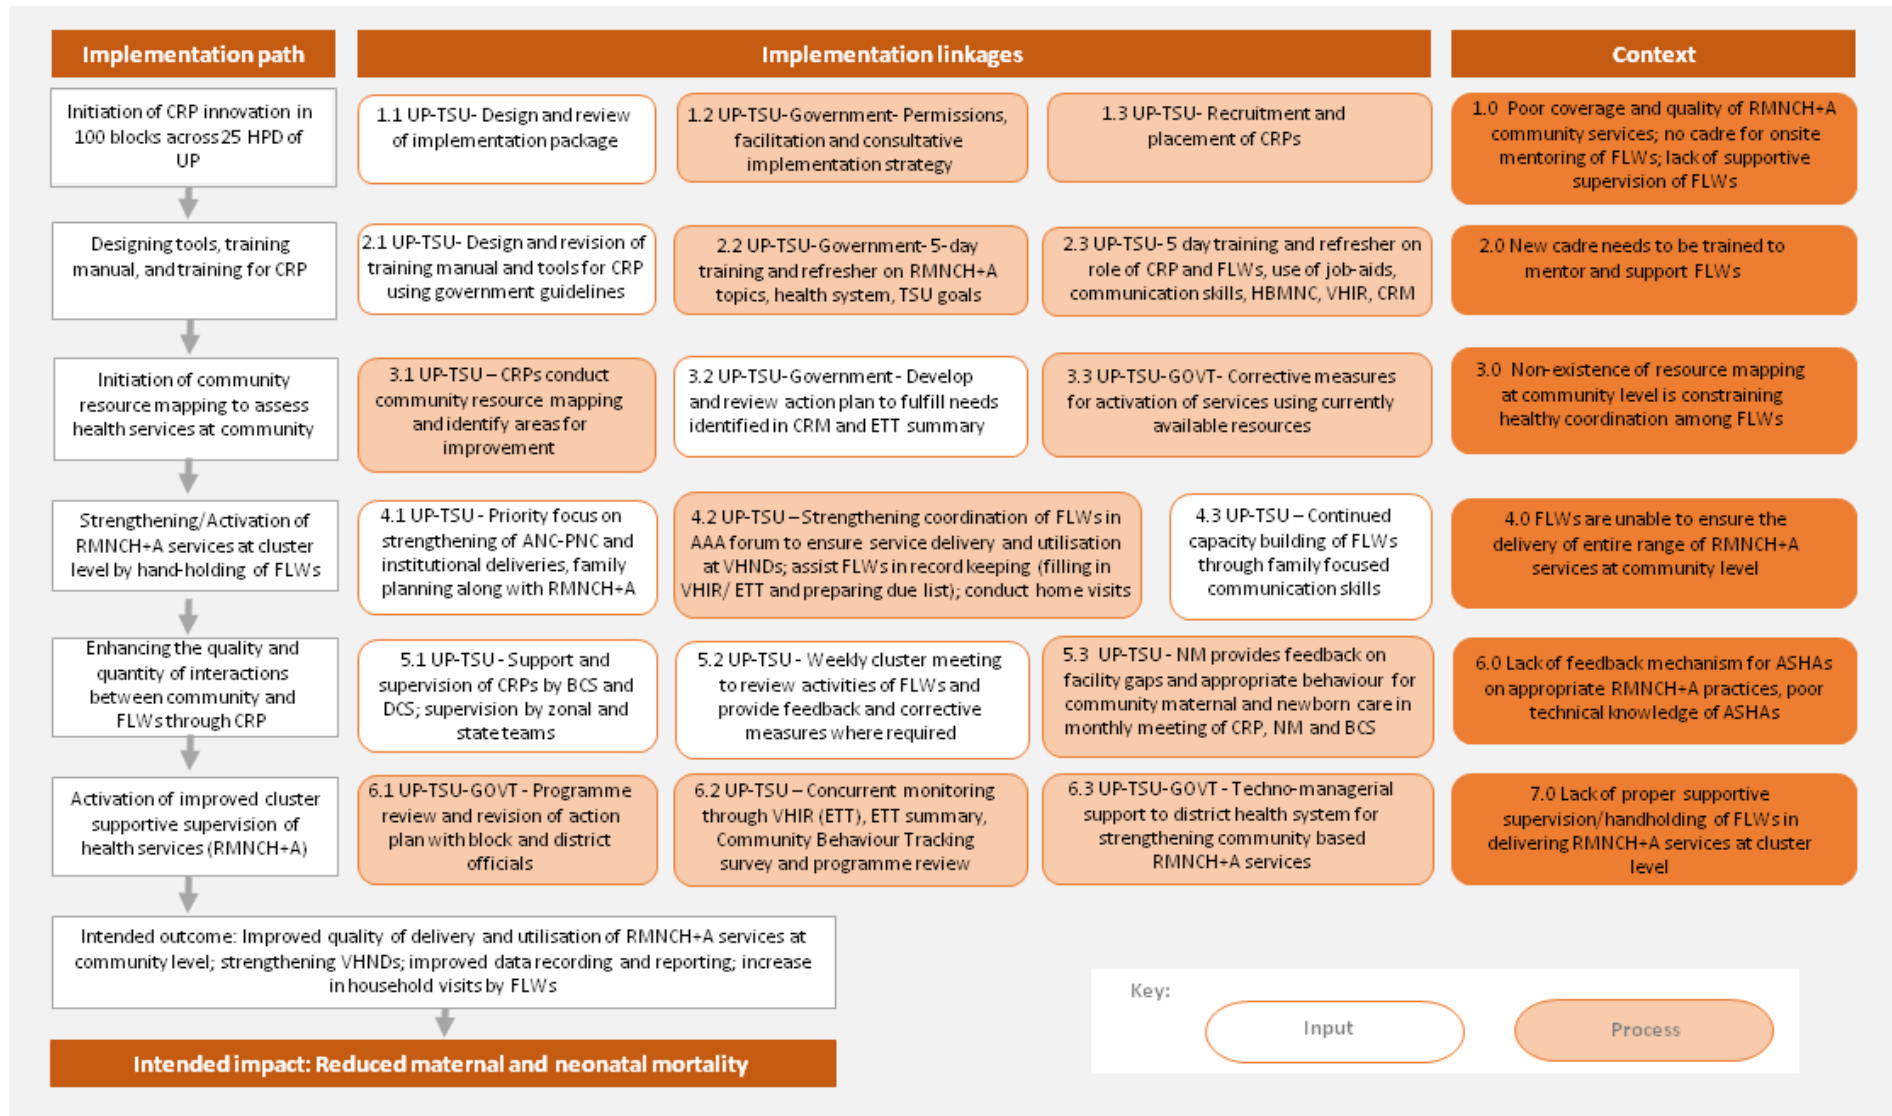 Implementation path
Implementation linkages
Context
Initiation of CRP innovation in
100 blocks across 25 HPD of
UP
1.1 UP-TSU- Design and review
of implementation package
1.2 UP-TSU-Government- Permissions,
facilitation and consultative
implementation strategy
1.3 UP-TSU- Recruitment and
placement of CRPs
1.0 Poor coverage and quality of RMNCH+A
community services; no cadre for onsite
mentoring of FLWs; lack of supportive
supervision of FLWs
Designing tools, training
manual, and training for CRP
2.1 UP-TSU- Design and revision of
training manual and tools for CRP
using government guidelines
2.2 UP-TSU-Government- 5-day
training and refresher on RMNCH+A
topics, health system, TSU goals
2.3 UP-TSU- 5 day training and refresher on
role of CRP and FLWs, use of job-aids,
communication skills, HBMNC, VHIR, CRM
2.0 New cadre needs to be trained to
mentor and support FLWs
Initiation of community
resource mapping to assess
health services at community
3.1 UP-TSU – CRPs conduct
community resource mapping
and identify areas for
improvement
3.2 UP-TSU-Government - Develop
and review action plan to fulfill needs
identified in CRM and ETT summary
3.3 UP-TSU-GOVT- Corrective measures
for activation of services using currently
available resources
3.0 Non-existence of resource mapping
at community level is constraining
healthy coordination among FLWs
Strengthening/Activation of
RMNCH+A services at cluster
level by hand-holding of FLWs
4.1 UP-TSU - Priority focus on
strengthening of ANC-PNC and
institutional deliveries, family
planning along with RMNCH+A
4.2 UP-TSU – Strengthening coordination of FLWs in
AAA forum to ensure service delivery and utilisation
at VHNDs; assist FLWs in record keeping (filling in
VHIR/ ETT and preparing due list); conduct home visits
4.3 UP-TSU – Continued
capacity building of FLWs
through family focused
communication skills
4.0 FLWs are unable to ensure the
delivery of entire range of RMNCH+A
services at community level
Enhancing the quality and
quantity of interactions
between community and
FLWs through CRP
5.1 UP-TSU - Support and
supervision of CRPs by BCS and
DCS; supervision by zonal and
state teams
5.2 UP-TSU - Weekly cluster meeting
to review activities of FLWs and
provide feedback and corrective
measures where required
5.3 UP-TSU - NM provides feedback on
facility gaps and appropriate behaviour for
community maternal and newborn care in
monthly meeting of CRP, NM and BCS
6.0 Lack of feedback mechanism for ASHAs
on appropriate RMNCH+A practices, poor
technical knowledge of ASHAs
Activation of improved cluster
supportive supervision of
health services (RMNCH+A)
6.1 UP-TSU-GOVT - Programme
review and revision of action
plan with block and district
officials
6.2 UP-TSU – Concurrent monitoring
through VHIR (ETT), ETT summary,
Community Behaviour Tracking
survey and programme review
6.3 UP-TSU-GOVT - Techno-managerial
support to district health system for
strengthening community based
RMNCH+A services
7.0 Lack of proper supportive
supervision/handholding of FLWs in
delivering RMNCH+A services at cluster
level
Intended outcome: Improved quality of delivery and utilisation of RMNCH+A services at
community level; strengthening VHNDs; improved data recording and reporting; increase
in household visits by FLWs
Key:
Input
Process
Intended impact: Reduced maternal and neonatal mortality